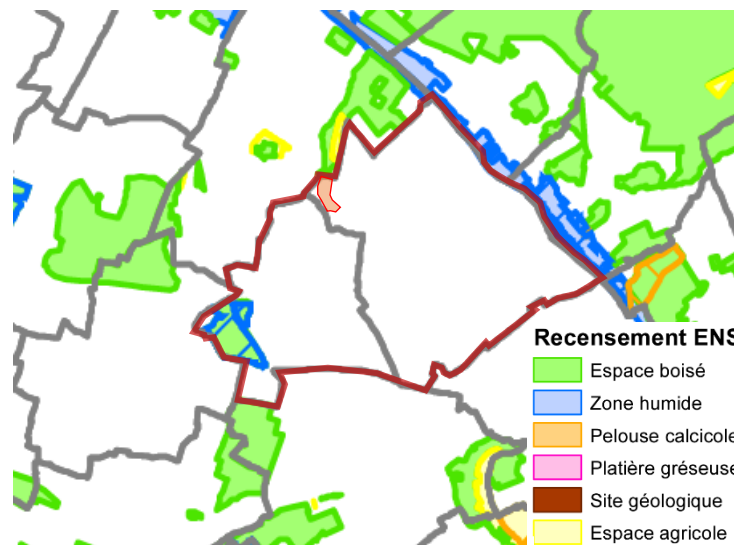 Recensement ENS
Espace boisé
Zone humide
Pelouse calcicole
Platière gréseuse
Site géologique
Espace agricole